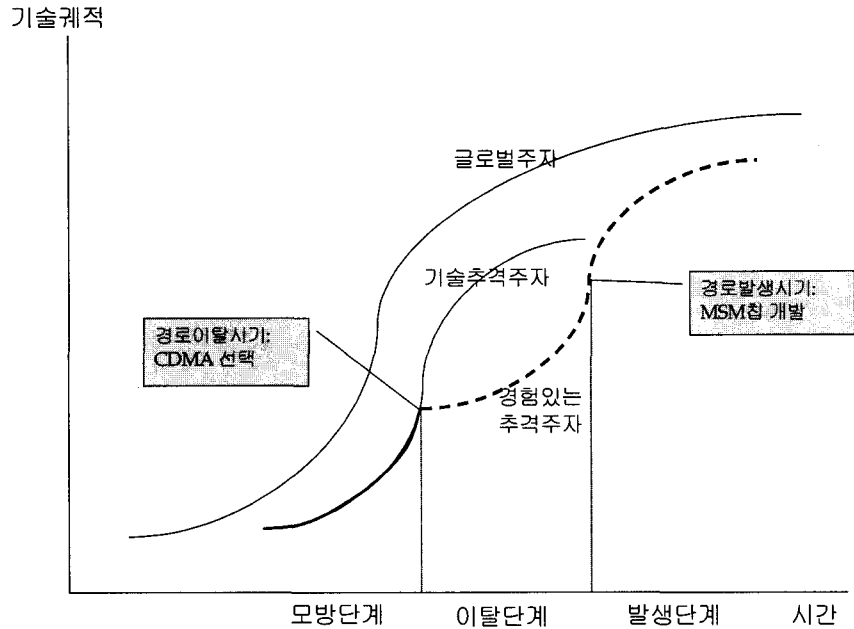 기술궤적
글로벌주자
기술추격주자
경로발생시기:
MSM칩 개발
경로이탈시기:
CDMA 선택
경험있는
추격주자
모방단계
이탈단계
발생단계
시간